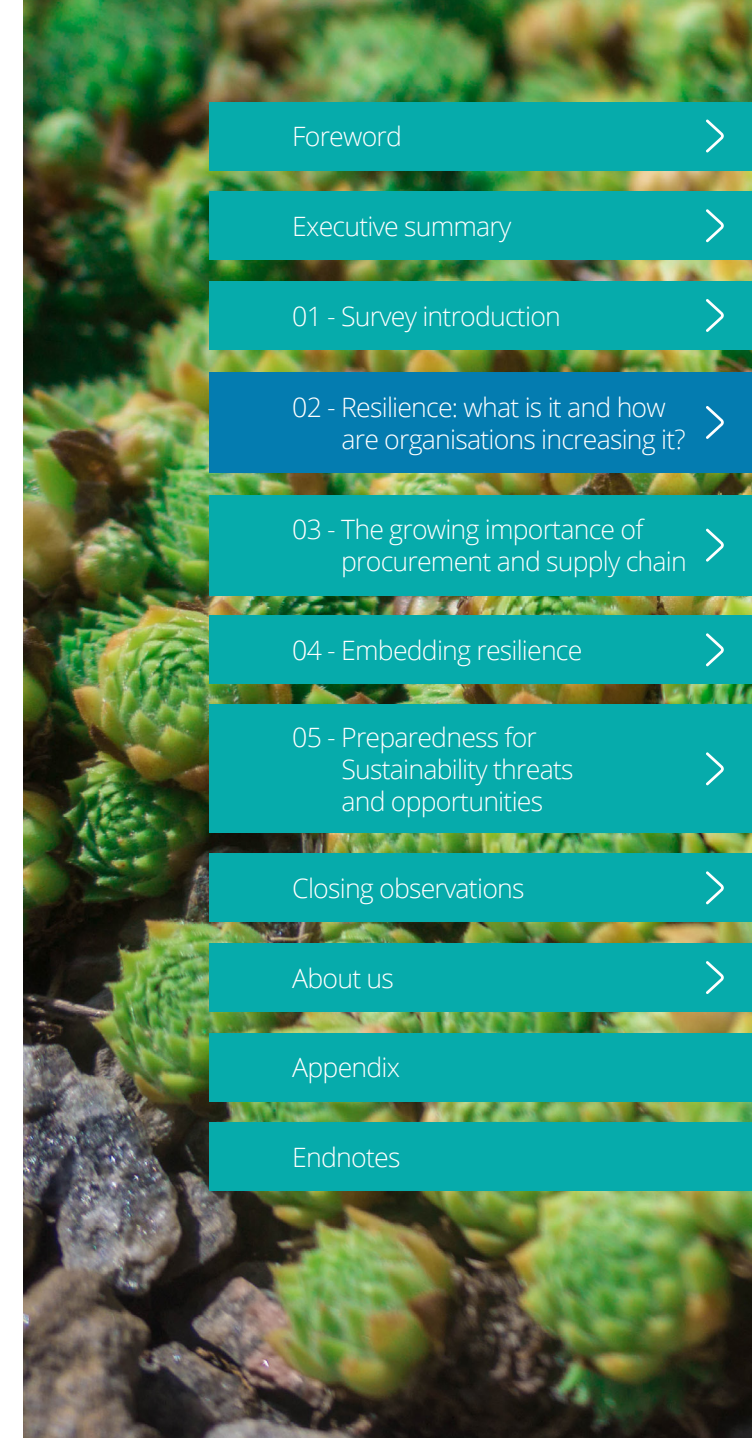 Foreword
Executive summary
01 - Survey introduction
02 - Resilience: what is it and how
are organisations increasing it?
03 - The growing importance of
procurement and supply chain
04 - Embedding resilience
05 - Preparedness for
Sustainability threats
and opportunities
Closing observations
About us
Appendix
Endnotes